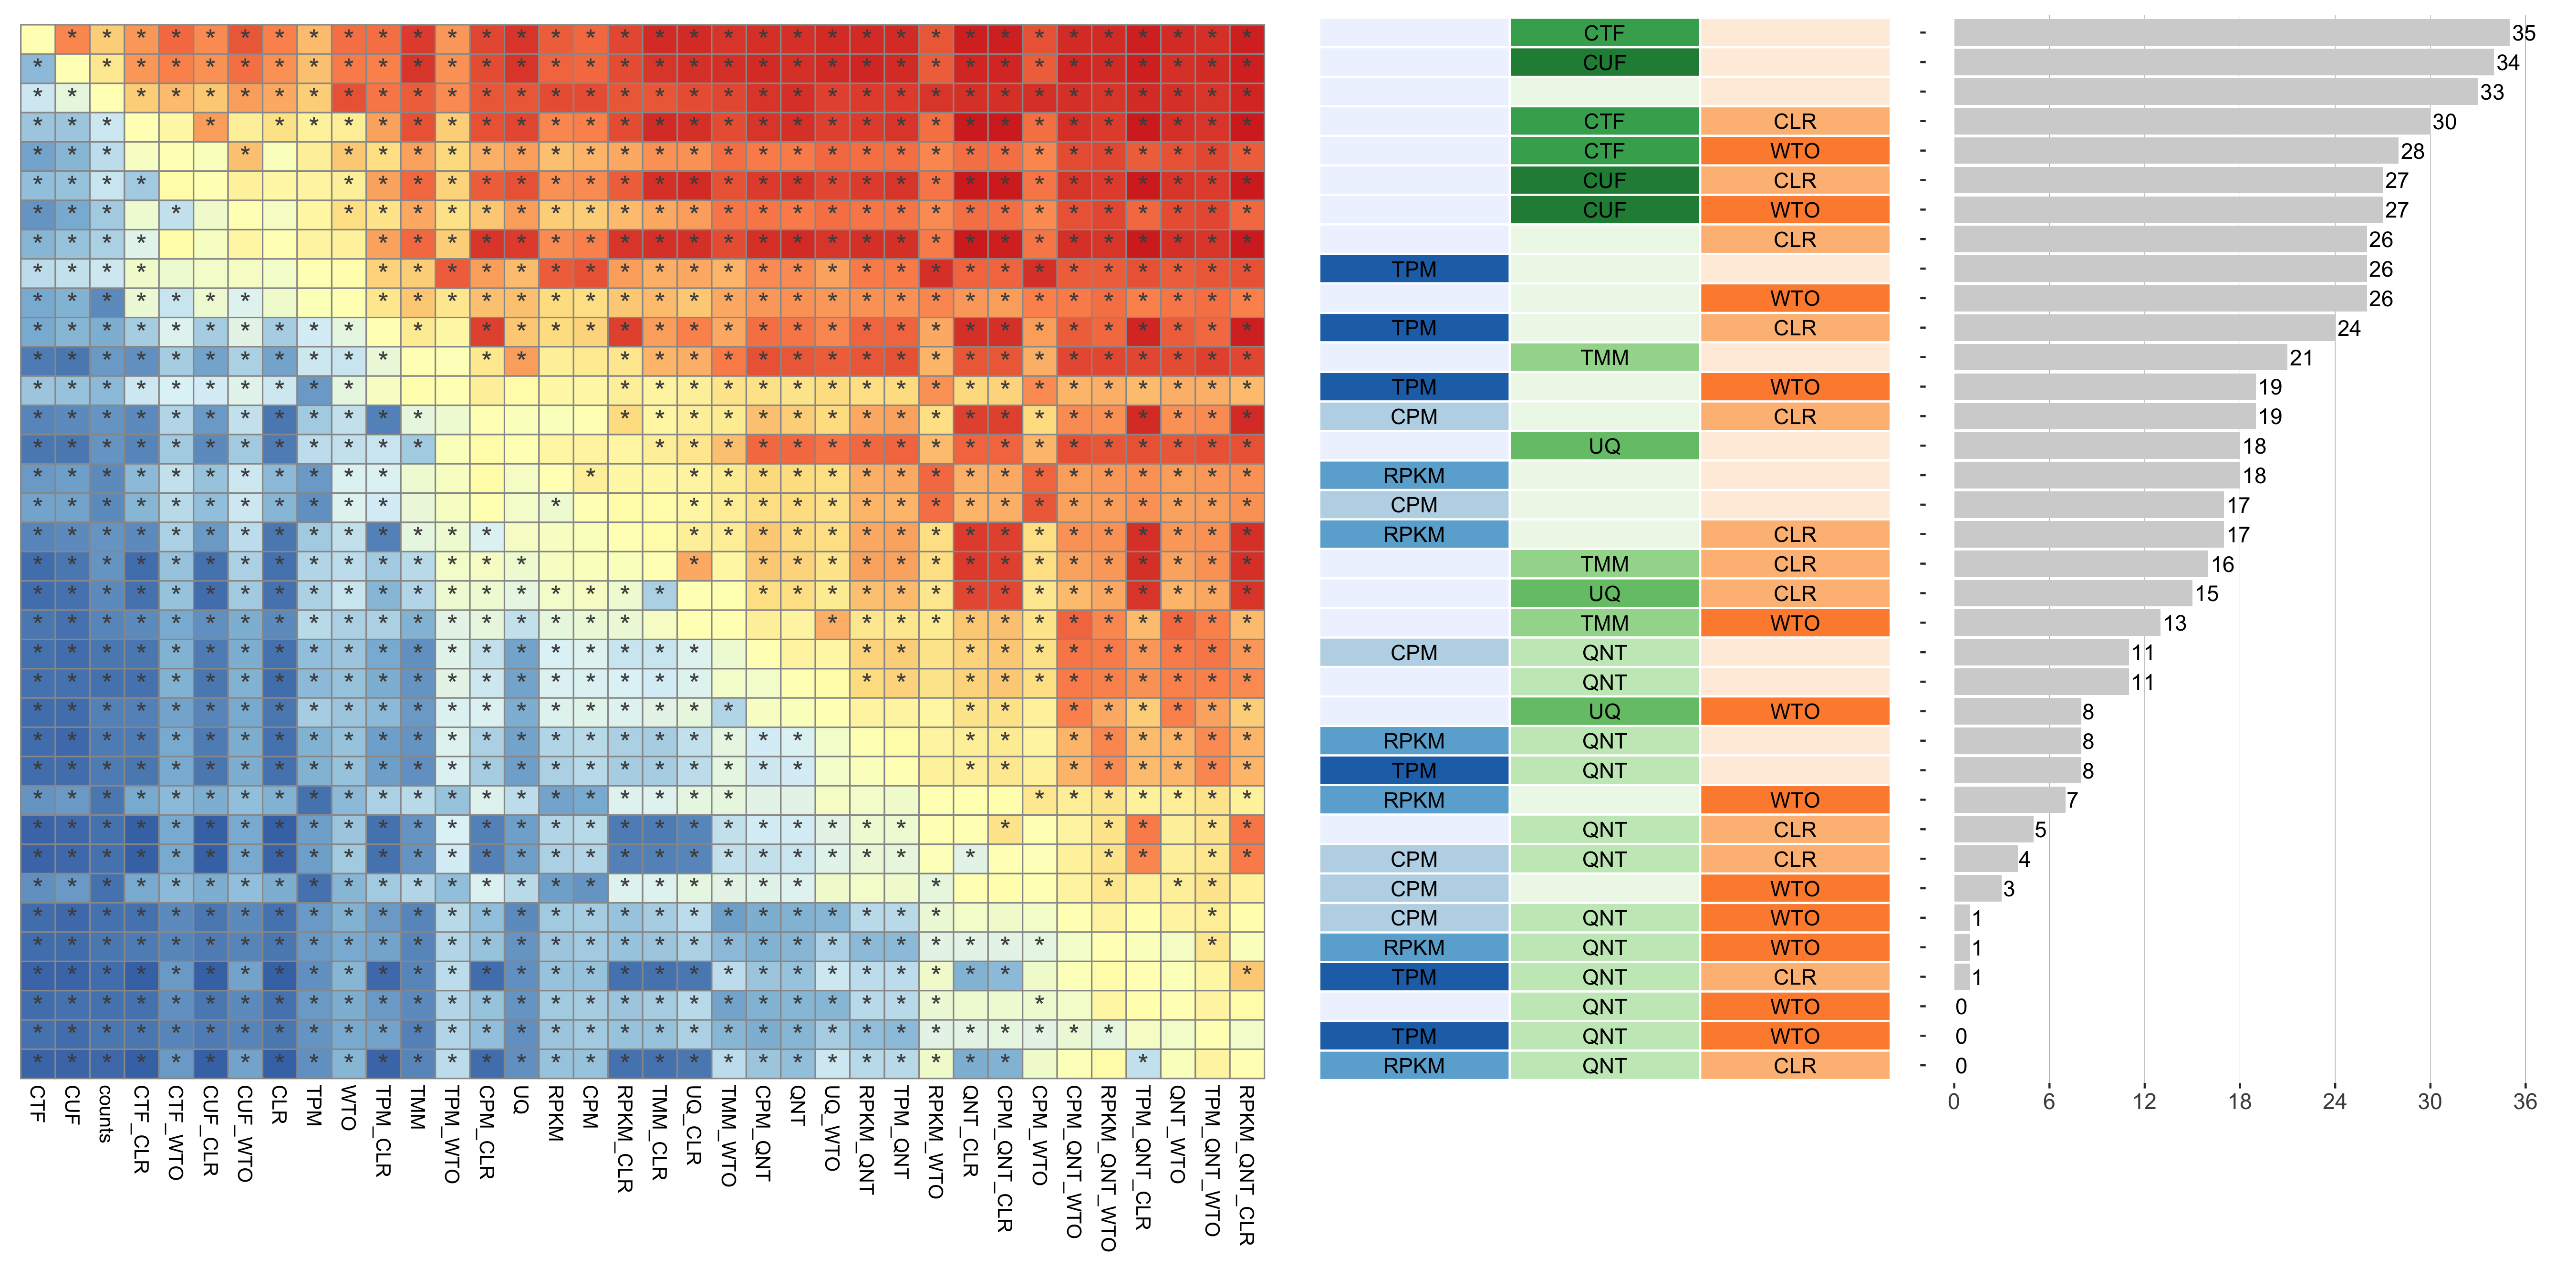 CTF - 35
CUF - 34
- 33
CTF CLR - 30
CTF WTO - 28
CUF CLR - 27
CUF WTO - 27
CLR - 26
TPM - 26
WTO - 26
TPM CLR - 24
TMM - 21
TPM WTO - 19
CPM CLR - 19
UQ - 18
RPKM - 18
CPM - 17
RPKM CLR - 17
TMM CLR - 16
UQ CLR - 15
TMM WTO - 13
CPM QNT - 11
QNT - 11
UQ WTO - 8
RPKM QNT - 8
TPM QNT - 8
RPKM WTO - 7
QNT CLR - 5
CPM QNT CLR - 4
CPM WTO - 3
CPM QNT WTO - 1
RPKM QNT WTO - 1
TPM QNT CLR - 1
QNT WTO - 0
TPM QNT WTO - 0
RPKM QNT CLR - 0
CTF
CUF
counts
CTF_CLR
CTF_WTO
CUF_CLR
CUF_WTO
CLR
TPM
WTO
TPM_CLR
TMM
TPM_WTO
CPM_CLR
UQ
RPKM
CPM
RPKM_CLR
TMM_CLR
UQ_CLR
TMM_WTO
CPM_QNT
QNT
UQ_WTO
RPKM_QNT
TPM_QNT
RPKM_WTO
QNT_CLR
CPM_QNT_CLR
CPM_WTO
CPM_QNT_WTO
RPKM_QNT_WTO
TPM_QNT_CLR
QNT_WTO
TPM_QNT_WTO
RPKM_QNT_CLR
0 6 12 18 24 30 36